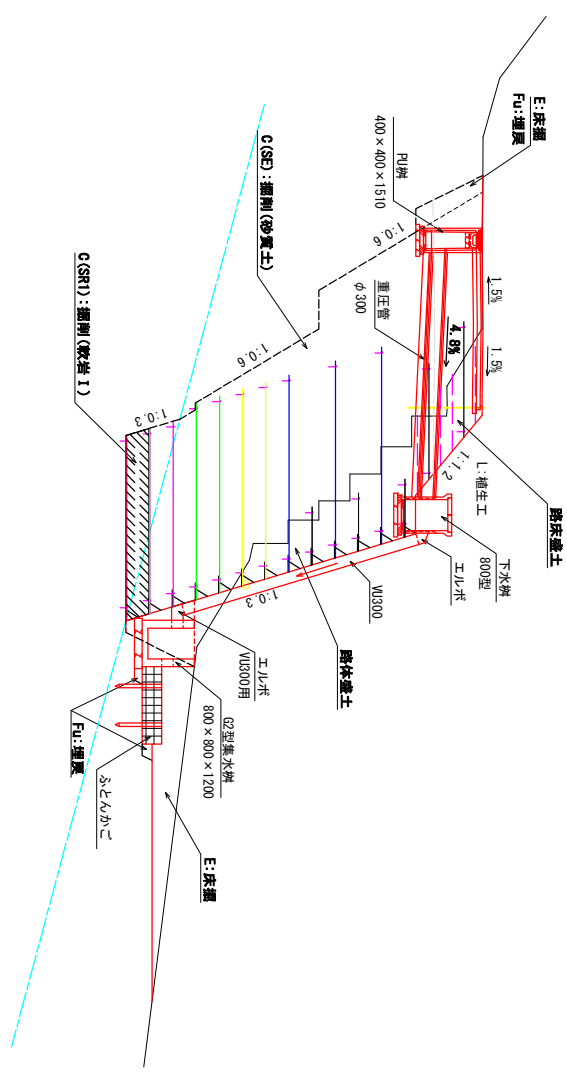 E:床掘
Fu:埋戻
PU桝
400×400×1510
C(SE):掘削(砂質土)
1:0.6
1.5%
重圧管
φ300
4.8%
1.5%
1:0.6
C(SR1):掘削(軟岩Ⅰ)
1:0.3
1:1.2
L:植生工
路床盛土
下水桝
800型
エルボ
VU300
1:0.3
路体盛土
エルボ
VU300用
G2型集水桝
800×800×1200
Fu:埋戻
ふとんかご
E:床掘